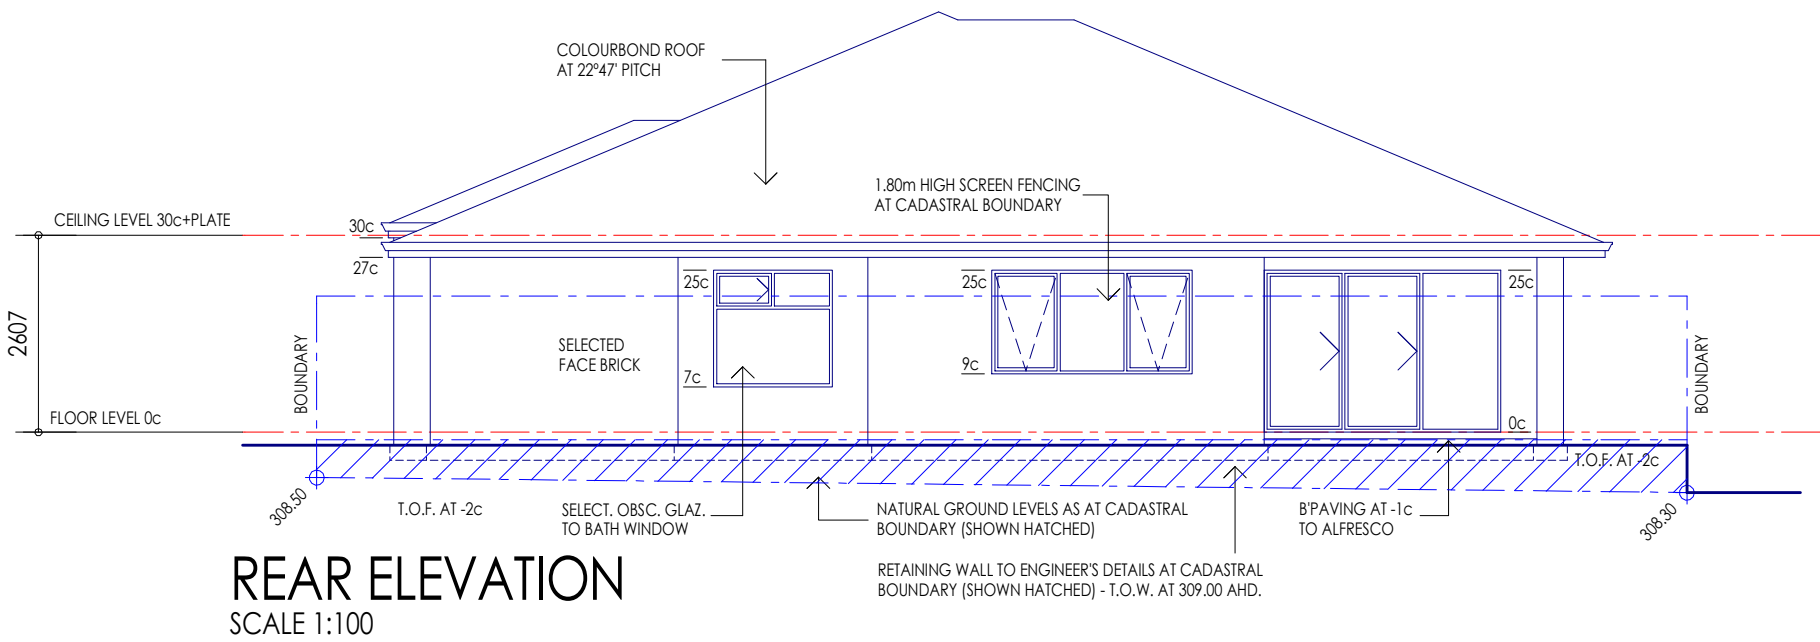 COLOURBOND ROOF
AT 22º47' PITCH
1.80m HIGH SCREEN FENCING
AT CADASTRAL BOUNDARY
CEILING LEVEL 30c+PLATE
30c
27c
25c
25c
25c
2607
BOUNDARY
SELECTED
FACE BRICK
7c
9c
BOUNDARY
FLOOR LEVEL 0c
0c
T.O.F. AT -2c
308.50
T.O.F. AT -2c
SELECT. OBSC. GLAZ.
TO BATH WINDOW
NATURAL GROUND LEVELS AS AT CADASTRAL
BOUNDARY (SHOWN HATCHED)
B'PAVING AT -1c
TO ALFRESCO
308.30
RETAINING WALL TO ENGINEER'S DETAILS AT CADASTRAL
BOUNDARY (SHOWN HATCHED) - T.O.W. AT 309.00 AHD.
REAR ELEVATION
SCALE 1:100